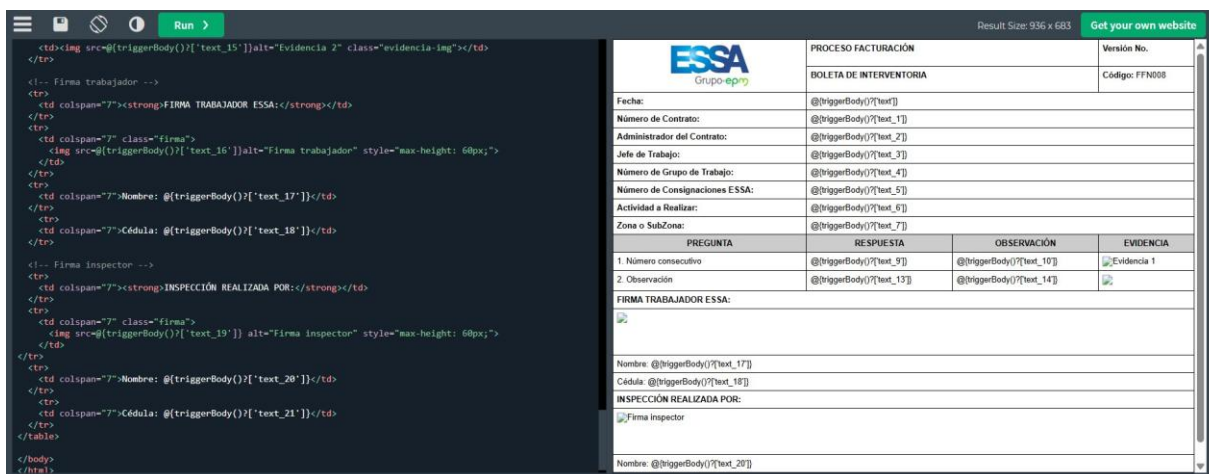 Run >
Result Size: 936 x 683
Get your own website
<td><img src=@{triggerBody()?['text_15']}alt="Evidencia 2" class="evidencia-img"></td>
</tr>
<!-- Firma trabajador -->
<tr>
<td colspan="7"><strong>FIRMA TRABAJADOR ESSA:</strong></td>
</tr>
<tr>
<td colspan="7" class="firma">
<img src=@{triggerBody()?['text_16']}alt="Firma trabajador" style="max-height: 60px;">
</td>
</tr>
<tr>
<td colspan="7">Nombre: @{triggerBody()?['text_17']}</td>
</tr>
<tr>
<td colspan="7">Cédula: @{triggerBody()?['text_18']}</td>
</tr>
<!-- Firma inspector -->
<tr>
<td colspan="7"><strong>INSPECCIÓN REALIZADA POR:</strong></td>
</tr>
<tr>
<td colspan="7" class="firma">
<img src=@{triggerBody()?['text_19']} alt="Firma inspector" style="max-height: 60px;">
</td>
</tr>
<tr>
<td colspan="7">Nombre: @{triggerBody()?['text_20']}</td>
</tr>
<tr>
<td colspan="7">Cédula: @{triggerBody()?['text_21']}</td>
</tr>
</table>
</body>
</html>
ESSA
Grupo·epm
PROCESO FACTURACIÓN
Versión No.
BOLETA DE INTERVENTORIA
Código: FFN008
Fecha: @{triggerBody()?['text']}
Número de Contrato: @{triggerBody()?['text_1']}
Administrador del Contrato: @{triggerBody()?['text_2']}
Jefe de Trabajo: @{triggerBody()?['text_3']}
Número de Grupo de Trabajo: @{triggerBody()?['text_4']}
Número de Consignaciones ESSA: @{triggerBody()?['text_5']}
Actividad a Realizar: @{triggerBody()?['text_6']}
Zona o SubZona: @{triggerBody()?['text_7']}
PREGUNTA RESPUESTA OBSERVACIÓN EVIDENCIA
1. Número consecutivo @{triggerBody()?['text_9']} @{triggerBody()?['text_10']} Evidencia 1
2. Observación @{triggerBody()?['text_13']} @{triggerBody()?['text_14']}
FIRMA TRABAJADOR ESSA:
Nombre: @{triggerBody()?['text_17']}
Cédula: @{triggerBody()?['text_18']}
INSPECCIÓN REALIZADA POR:
Firma inspector
Nombre: @{triggerBody()?['text_20']}